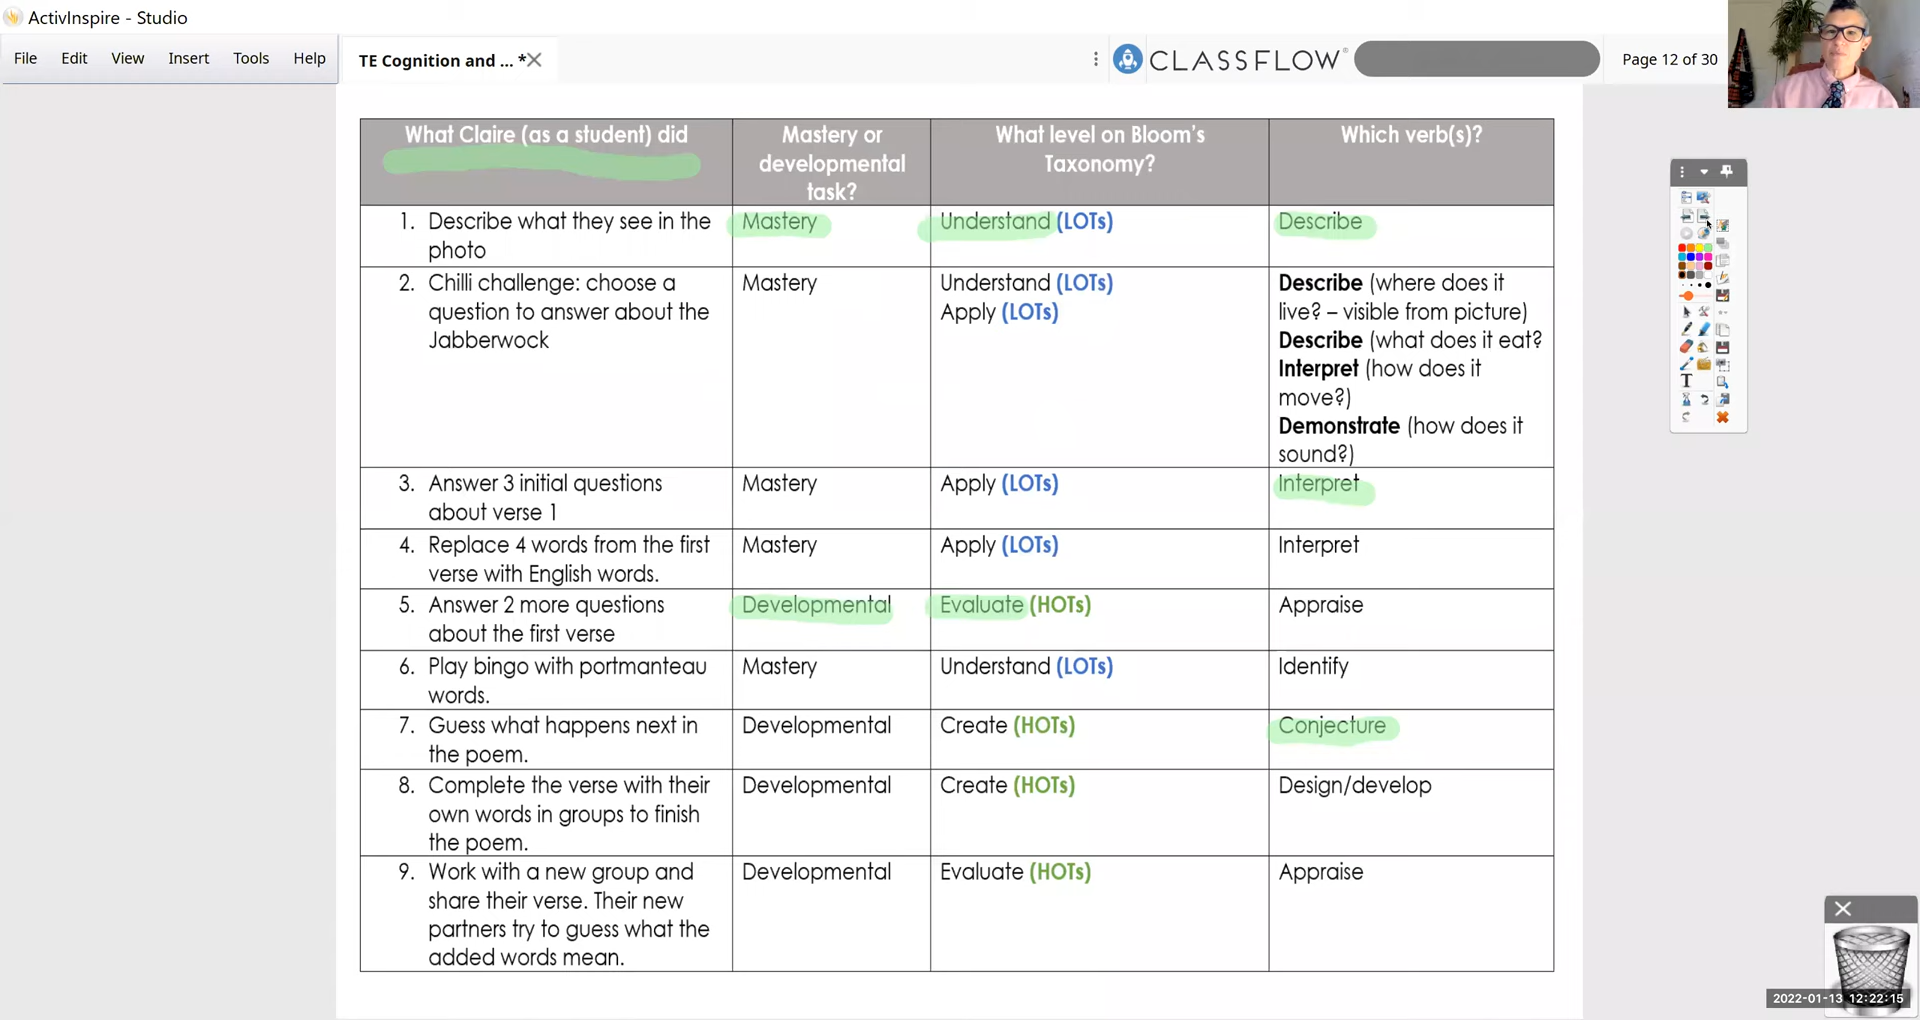 ActivInspire - Studio
File Edit View Insert Tools Help
TE Cognition and ... *
CLASSFLOW
Page 12 of 30
What Claire (as a student) did
Mastery or
developmental
task?
What level on Bloom's
Taxonomy?
Which verb(s)?
1. Describe what they see in the
photo
Mastery
Understand (LOTs)
Describe
2. Chilli challenge: choose a
question to answer about the
Jabberwock
Mastery
Understand (LOTs)
Apply (LOTs)
Describe (where does it
live? – visible from picture)
Describe (what does it eat?
Interpret (how does it
move?)
Demonstrate (how does it
sound?)
3. Answer 3 initial questions
about verse 1
Mastery
Apply (LOTs)
Interpret
4. Replace 4 words from the first
verse with English words.
Mastery
Apply (LOTs)
Interpret
5. Answer 2 more questions
about the first verse
Developmental
Evaluate (HOTs)
Appraise
6. Play bingo with portmanteau
words.
Mastery
Understand (LOTs)
Identify
7. Guess what happens next in
the poem.
Developmental
Create (HOTs)
Conjecture
8. Complete the verse with their
own words in groups to finish
the poem.
Developmental
Create (HOTs)
Design/develop
9. Work with a new group and
share their verse. Their new
partners try to guess what the
added words mean.
Developmental
Evaluate (HOTs)
Appraise
2022-01-13 12:22:15